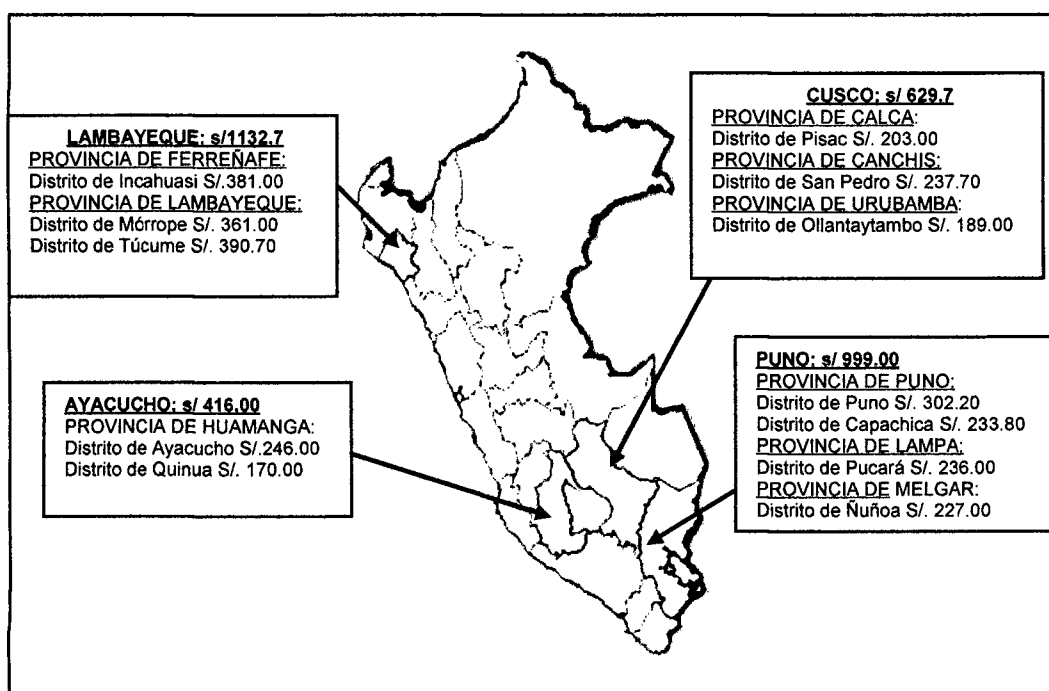 LAMBAYEQUE: s/1132.7
PROVINCIA DE FERREÑAFE:
Distrito de Incahuasi S/.381.00
PROVINCIA DE LAMBAYEQUE:
Distrito de Mórrope S/. 361.00
Distrito de Túcume S/. 390.70
CUSCO: s/ 629.7
PROVINCIA DE CALCA:
Distrito de Pisac S/. 203.00
PROVINCIA DE CANCHIS:
Distrito de San Pedro S/. 237.70
PROVINCIA DE URUBAMBA:
Distrito de Ollantaytambo S/. 189.00
AYACUCHO: s/ 416.00
PROVINCIA DE HUAMANGA:
Distrito de Ayacucho S/.246.00
Distrito de Quinua S/. 170.00
PUNO: s/ 999.00
PROVINCIA DE PUNO:
Distrito de Puno S/. 302.20
Distrito de Capachica S/. 233.80
PROVINCIA DE LAMPA:
Distrito de Pucará S/. 236.00
PROVINCIA DE MELGAR:
Distrito de Ñuñoa S/. 227.00